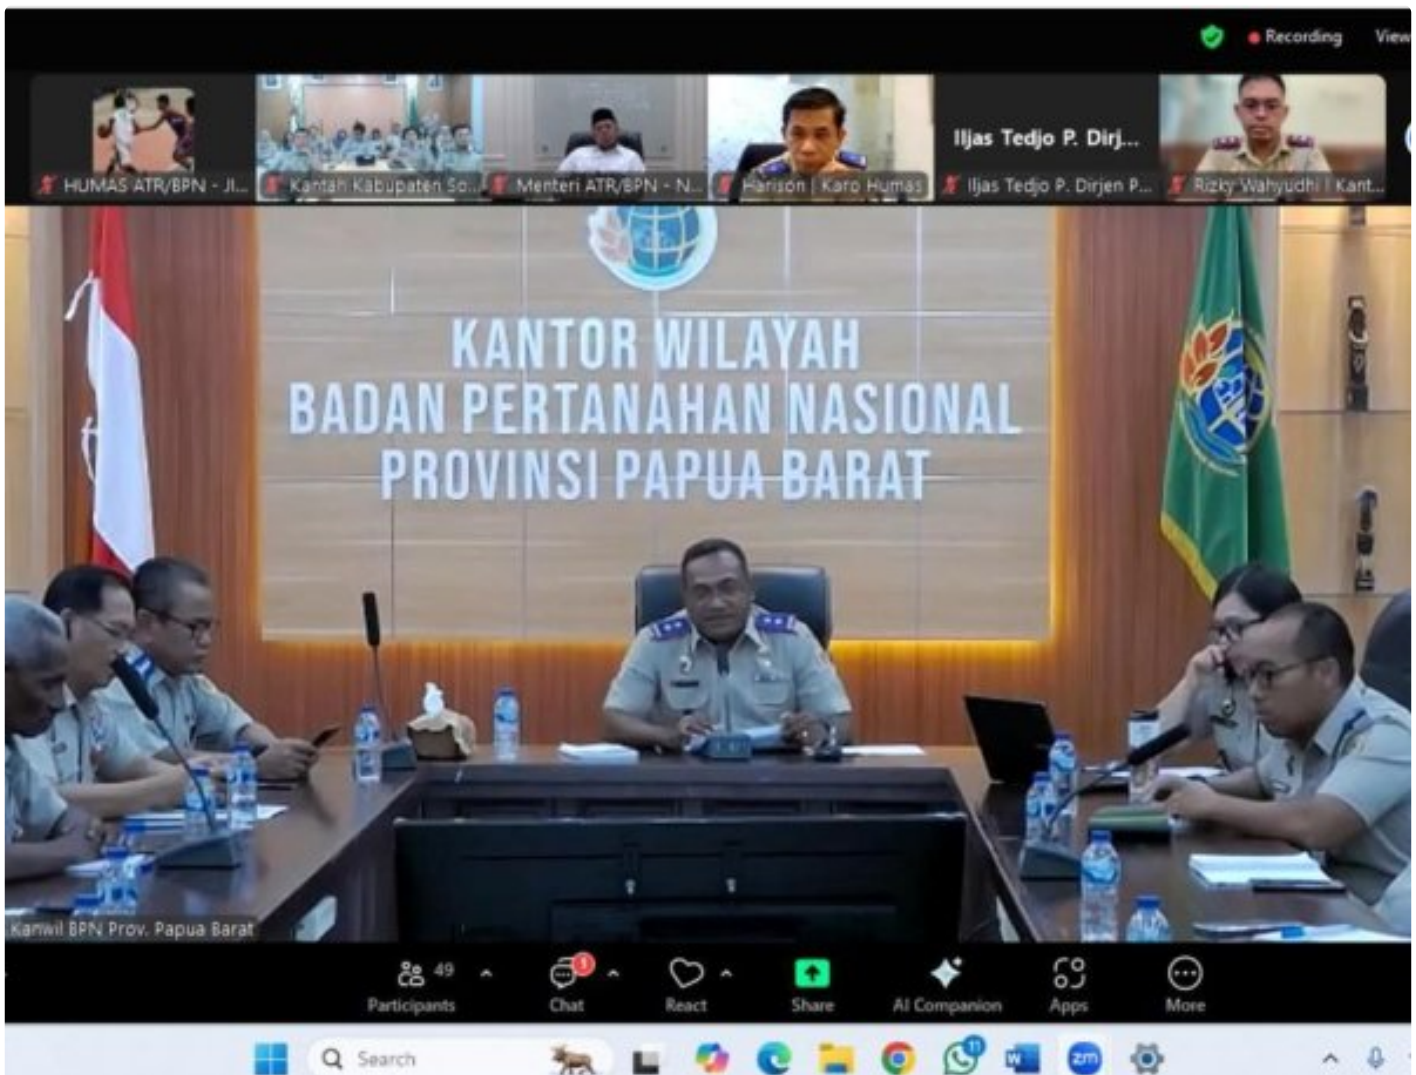 Recording
View
Iljas Tedjo P. Dirj...
HUMAS ATR/BPN - JI...
Kantah Kabupaten So...
Menteri ATR/BPN - N...
Harison | Karo Humas
Iljas Tedjo P. Dirjen P...
Rizky Wahyudhi | Kant...
KANTOR WILAYAH
BADAN PERTANAHAN NASIONAL
PROVINSI PAPUA BARAT
Kanwil BPN Prov. Papua Barat
49
Participants
Chat
React
Share
AI Companion
Apps
More
Search
11
W
zm